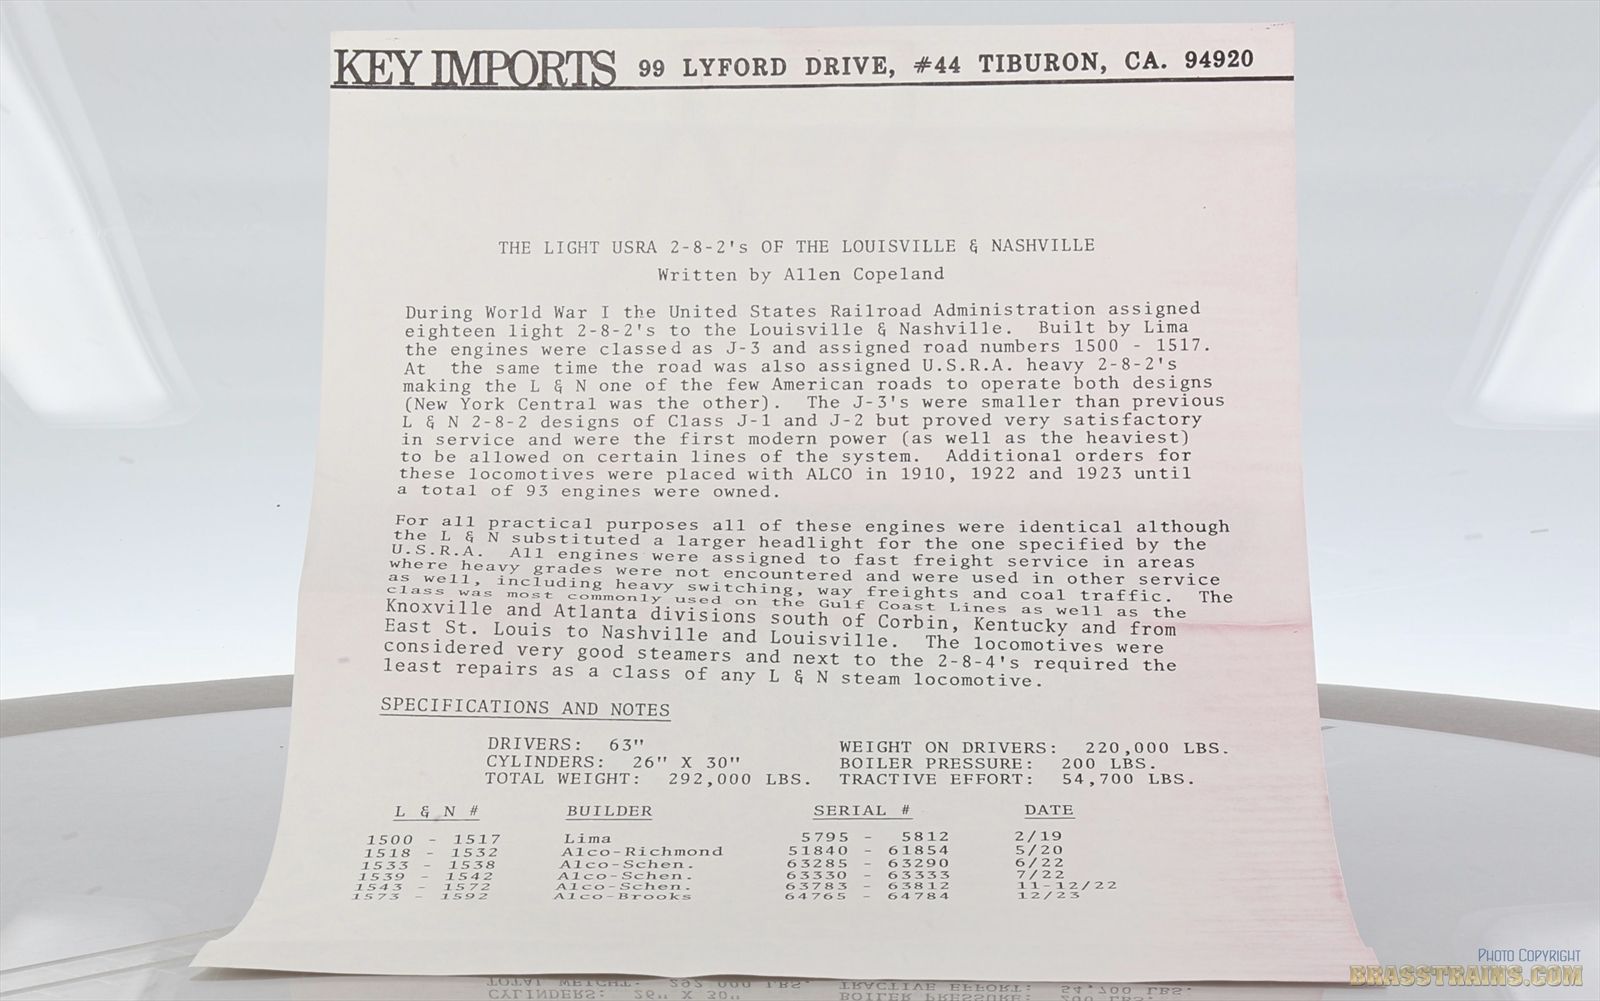 KEY IMPORTS 99 LYFORD DRIVE, #44 TIBURON, CA. 94920
THE LIGHT USRA 2-8-2's OF THE LOUISVILLE & NASHVILLE
Written by Allen Copeland
During World War I the United States Railroad Administration assigned
eighteen light 2-8-2's to the Louisville & Nashville. Built by Lima
the engines were classed as J-3 and assigned road numbers 1500 - 1517.
At the same time the road was also assigned U.S.R.A. heavy 2-8-2's
making the L & N one of the few American roads to operate both designs
(New York Central was the other). The J-3's were smaller than previous
L & N 2-8-2 designs of Class J-1 and J-2 but proved very satisfactory
in service and were the first modern power (as well as the heaviest)
to be allowed on certain lines of the system. Additional orders for
these locomotives were placed with ALCO in 1910, 1922 and 1923 until
a total of 93 engines were owned.
For all practical purposes all of these engines were identical although
the L & N substituted a larger headlight for the one specified by the
U.S.R.A. All engines were assigned to fast freight service in areas
where heavy grades were not encountered and were used in other service
as well, including heavy switching, way freights and coal traffic. The
class was most commonly used on the Gulf Coast Lines as well as the
Knoxville and Atlanta divisions south of Corbin, Kentucky and from
East St. Louis to Nashville and Louisville. The locomotives were
considered very good steamers and next to the 2-8-4's required the
least repairs as a class of any L & N steam locomotive.
SPECIFICATIONS AND NOTES
DRIVERS: 63" WEIGHT ON DRIVERS: 220,000 LBS.
CYLINDERS: 26" X 30" BOILER PRESSURE: 200 LBS.
TOTAL WEIGHT: 292,000 LBS. TRACTIVE EFFORT: 54,700 LBS.
L & N # BUILDER SERIAL # DATE
1500 - 1517 Lima 5795 - 5812 2/19
1518 - 1532 Alco-Richmond 51840 - 61854 5/20
1533 - 1538 Alco-Schen. 63285 - 63290 6/22
1539 - 1542 Alco-Schen. 63330 - 63333 7/22
1543 - 1572 Alco-Schen. 63783 - 63812 11-12/22
1573 - 1592 Alco-Brooks 64765 - 64784 12/23
PHOTO COPYRIGHT
BRASSTRAINS.COM